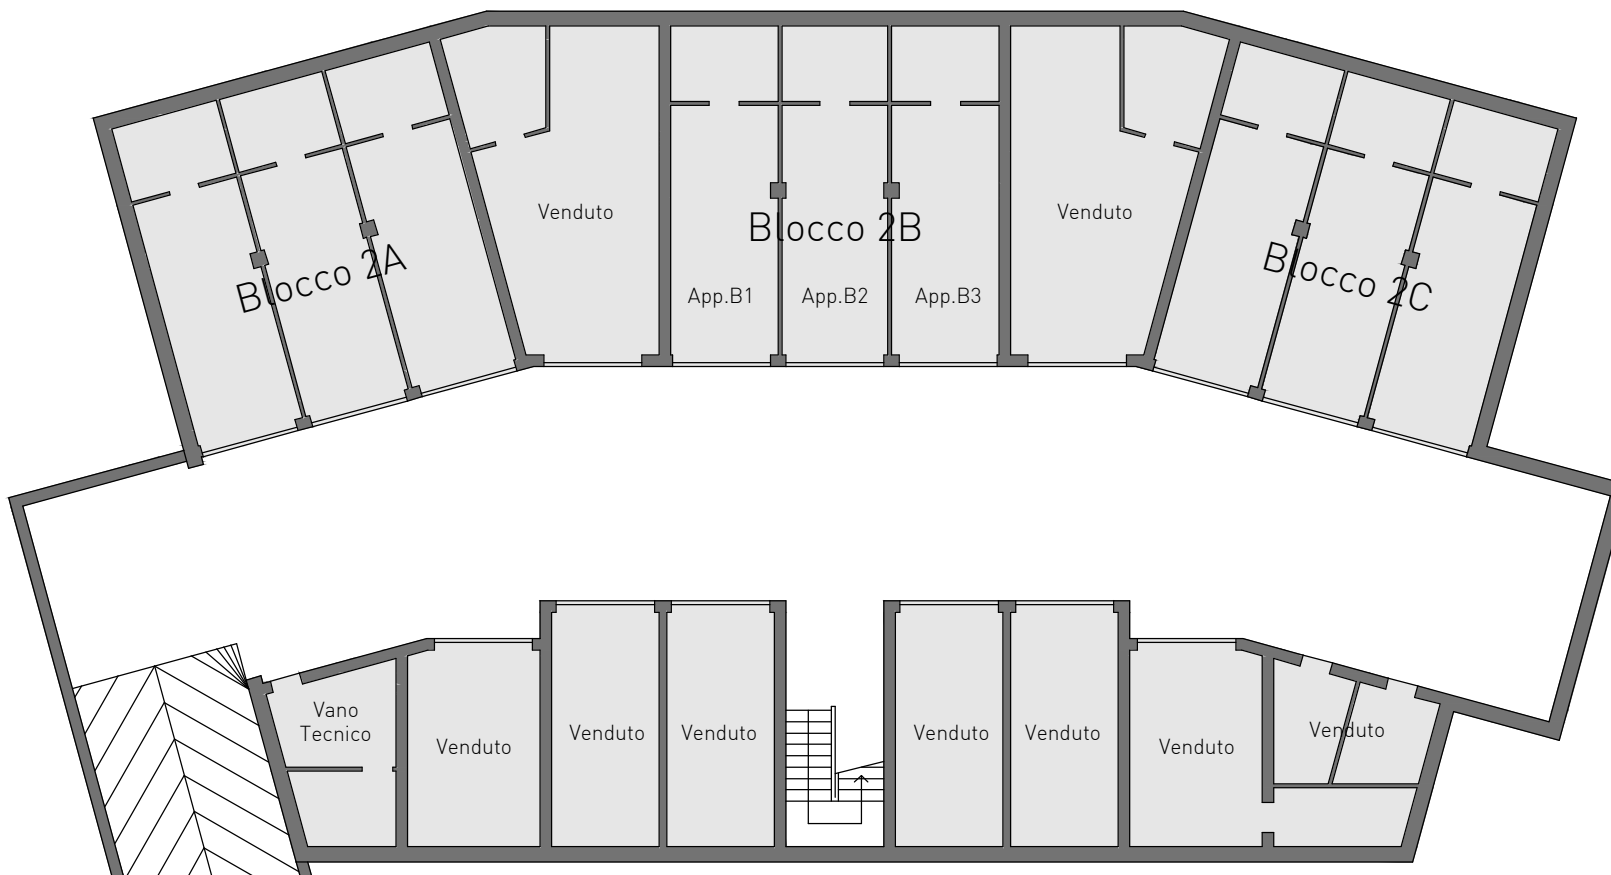 Venduto
Venduto
Blocco 2B
Blocco 2A
Blocco 2C
App.B1
App.B2
App.B3
Vano
Tecnico
Venduto
Venduto
Venduto
Venduto
Venduto
Venduto
Venduto